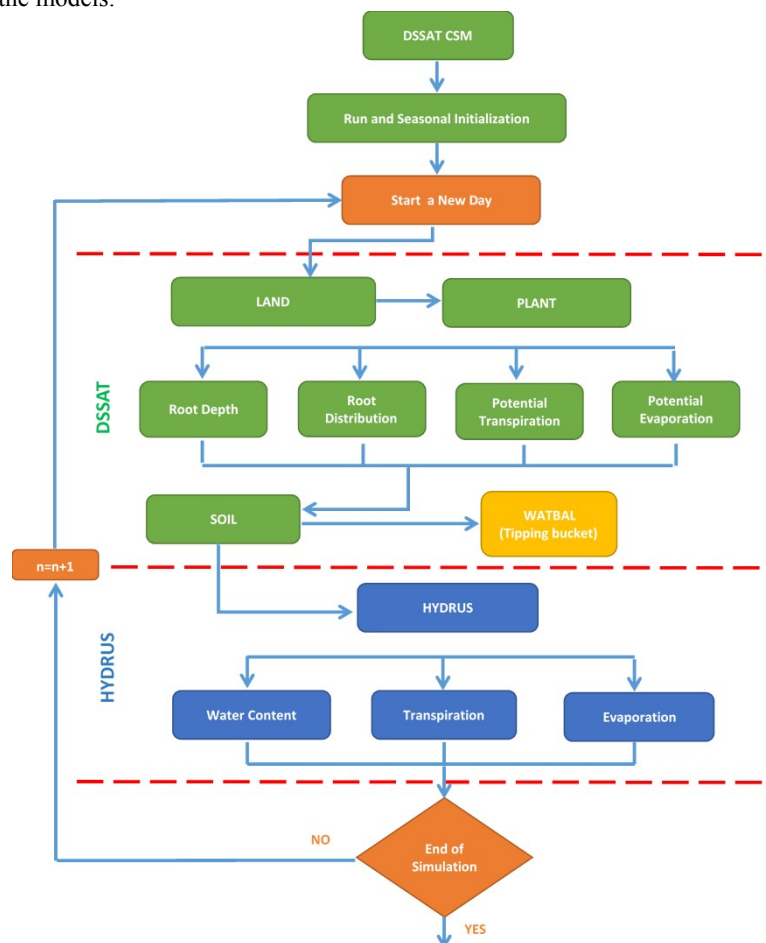 the models.
DSSAT CSM
Run and Seasonal Initialization
Start a New Day
LAND
PLANT
DSSAT
Root Depth
Root
Distribution
Potential
Transpiration
Potential
Evaporation
SOIL
WATBAL
(Tipping bucket)
n=n+1
HYDRUS
HYDRUS
Water Content
Transpiration
Evaporation
NO
End of
Simulation
YES